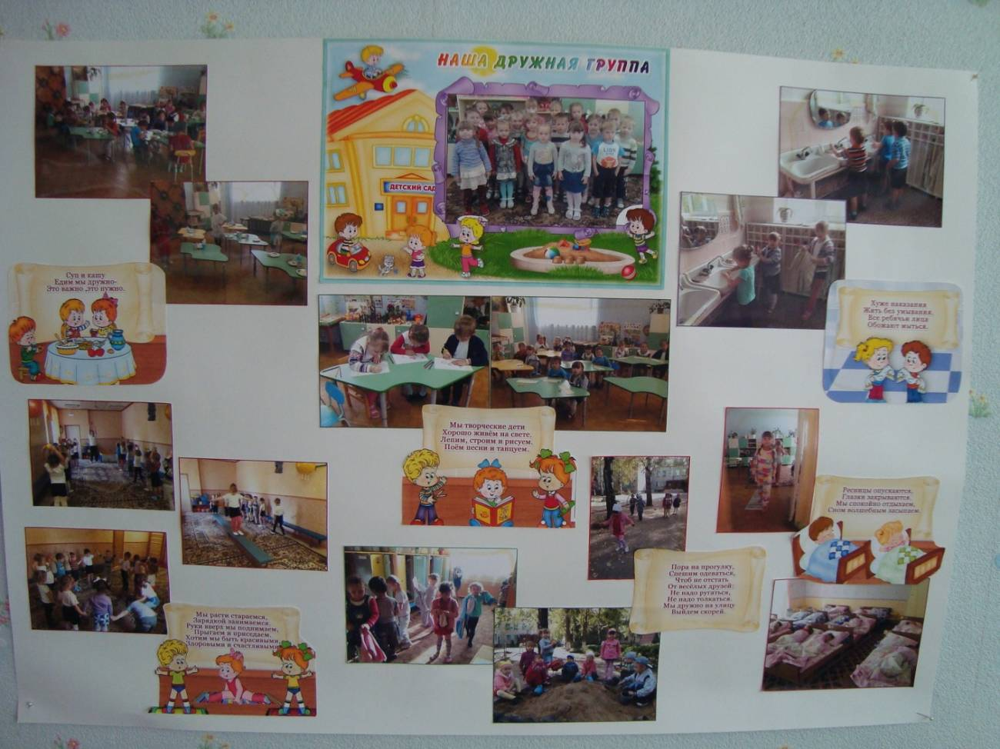 НАША ДРУЖНАЯ ГРУППА
ДЕТСКИЙ САД
LION
Суп и кашу
Едим мы дружно-
Это важно ,это нужно.
Хуже наказания
Жить без умывания.
Все ребячьи лица
Обожают мыться.
Мы творческие дети
Хорошо живём на свете.
Лепим, строим и рисуем.
Поём песни и танцуем.
Ресницы опускаются,
Глазки закрываются.
Мы спокойно отдыхаем,
Сном волшебным засыпаем.
Пора на прогулку,
Спешим одеваться,
Чтоб не отстать
От весёлых друзей;
Не надо ругаться,
Не надо толкаться.
Мы дружно на улицу
Выйдем скорей.
Мы расти стараемся,
Зарядкой занимаемся.
Руки вверх мы поднимаем,
Прыгаем и приседаем.
Хотим мы быть красивыми,
Здоровыми и счастливыми